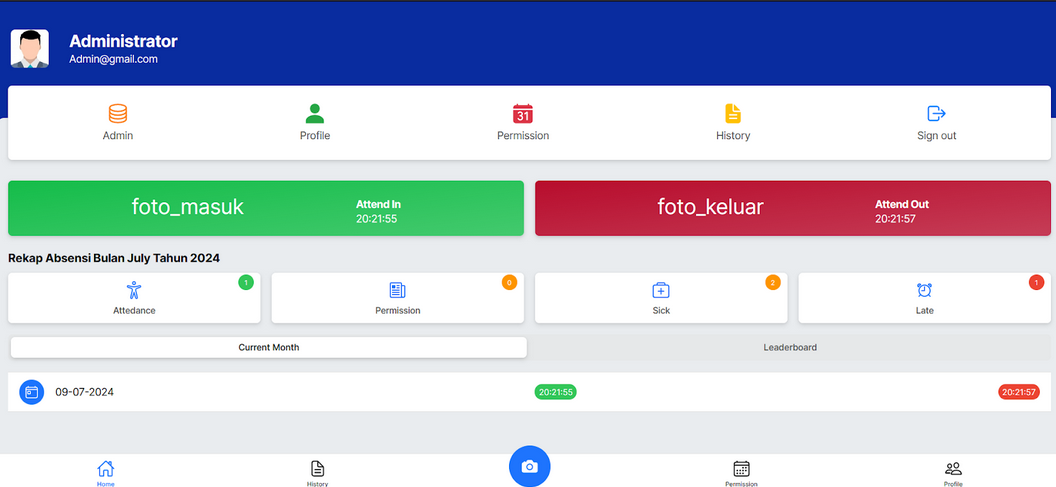 Administrator
Admin@gmail.com
Admin
31
Profile
Permission
History
Sign out
foto_masuk
Attend In
20:21:55
foto_keluar
Attend Out
20:21:57
Rekap Absensi Bulan July Tahun 2024
1
Attedance
0
Permission
2
Sick
1
Late
Current Month
Leaderboard
09-07-2024 20:21:55 20:21:57
Home
History
Permission
Profile